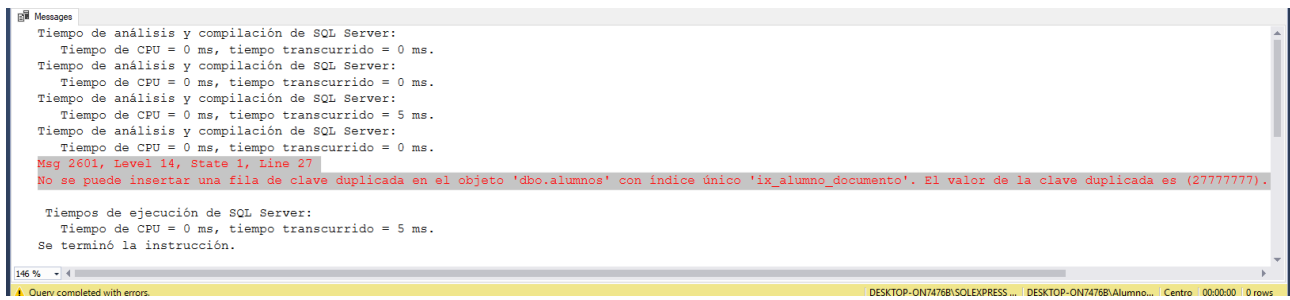 Messages
Tiempo de análisis y compilación de SQL Server:
Tiempo de CPU = 0 ms, tiempo transcurrido = 0 ms.
Tiempo de análisis y compilación de SQL Server:
Tiempo de CPU = 0 ms, tiempo transcurrido = 0 ms.
Tiempo de análisis y compilación de SQL Server:
Tiempo de CPU = 0 ms, tiempo transcurrido = 5 ms.
Tiempo de análisis y compilación de SQL Server:
Tiempo de CPU = 0 ms, tiempo transcurrido = 0 ms.
Msg 2601, Level 14, State 1, Line 27
No se puede insertar una fila de clave duplicada en el objeto 'dbo.alumnos' con índice único 'ix_alumno_documento'. El valor de la clave duplicada es (27777777).
Tiempos de ejecución de SQL Server:
Tiempo de CPU = 0 ms, tiempo transcurrido = 5 ms.
Se terminó la instrucción.
146 %
Query completed with errors. DESKTOP-ON7476B\SQLEXPRESS ... DESKTOP-ON7476B\Alumno... Centro 00:00:00 0 rows